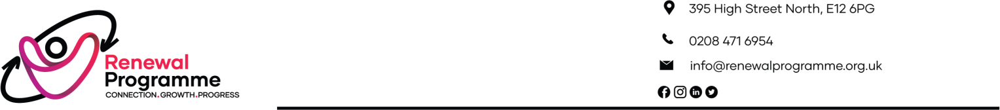 Renewal
Programme
CONNECTION.GROWTH.PROGRESS
395 High Street North, E12 6PG
0208 471 6954
info@renewalprogramme.org.uk